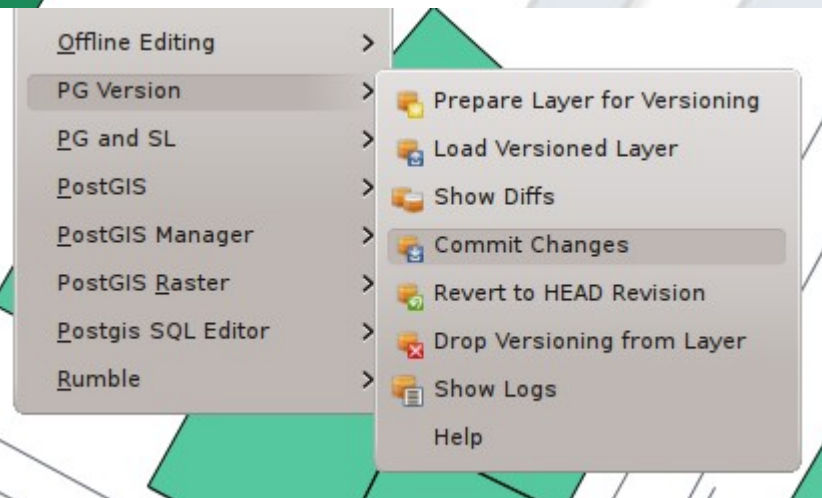 Offline Editing
PG Version
PG and SL
PostGIS
PostGIS Manager
PostGIS Raster
Postgis SQL Editor
Rumble
Prepare Layer for Versioning
Load Versioned Layer
Show Diffs
Commit Changes
Revert to HEAD Revision
Drop Versioning from Layer
Show Logs
Help